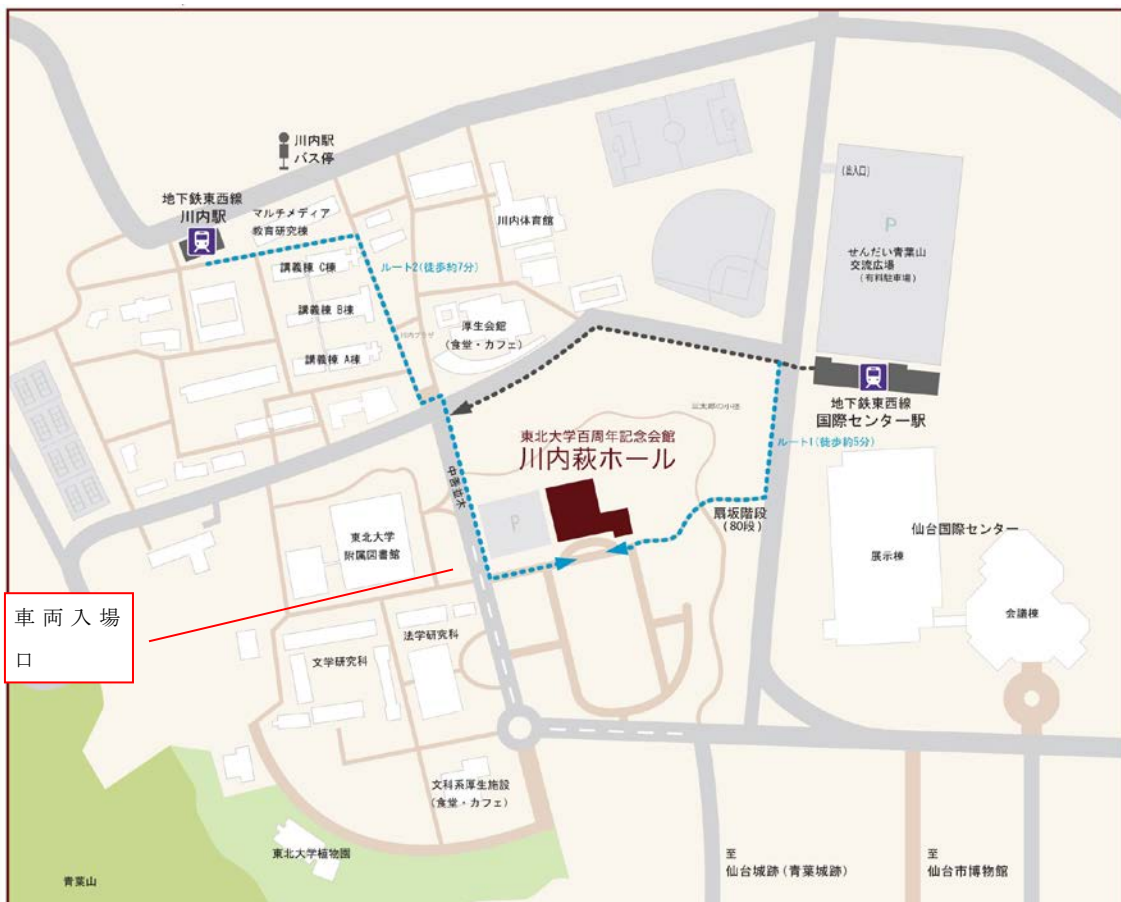 川内駅
バス停
地下鉄東西線
川内駅
マルチメディア
教育研究棟
川内体育館
(出入口)
P
せんだい青葉山
交流広場
(有料駐車場)
講義棟 C棟
ルート2(徒歩約7分)
講義棟 B棟
厚生会館
(食堂・カフェ)
講義棟 A棟
地下鉄東西線
国際センター駅
東北大学百周年記念会館
川内萩ホール
ルート1(徒歩約5分)
中善並木
P
扇坂階段
(80段)
東北大学
附属図書館
仙台国際センター
展示棟
会議棟
車両入場
口
法学研究科
文学研究科
文科系厚生施設
(食堂・カフェ)
東北大学植物園
青葉山
至
仙台城跡(青葉城跡)
至
仙台市博物館